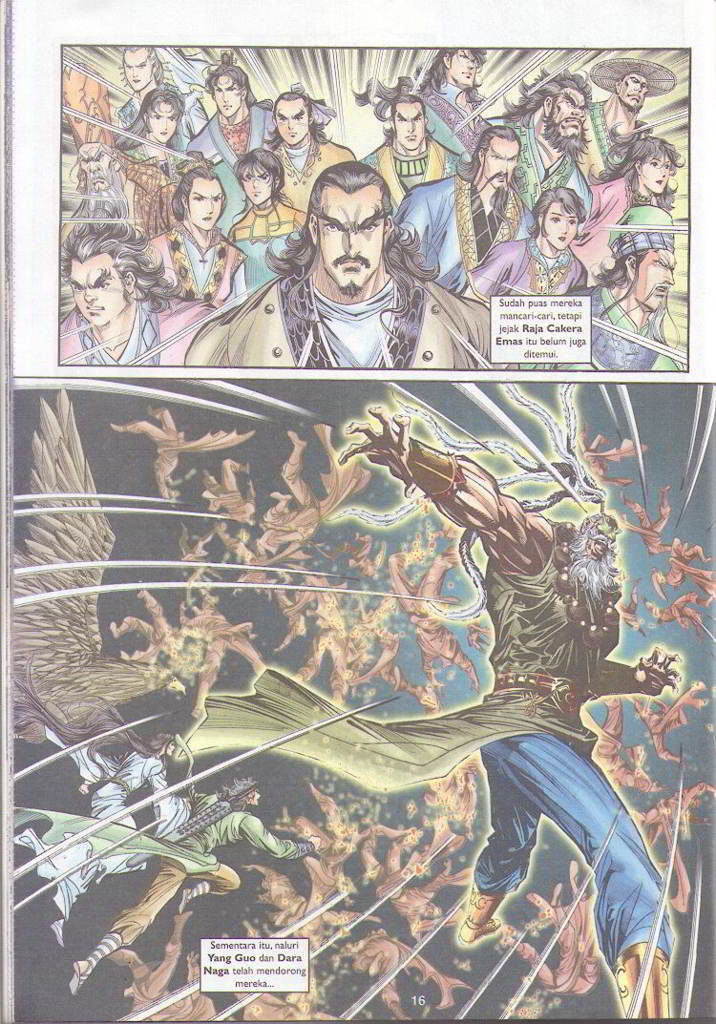 Sudah puas mereka
mancari-cari, tetapi
jejak Raja Cakera
Emas itu belum juga
ditemui.
Sementara itu, naluri
Yang Guo dan Dara
Naga telah mendorong
mereka...
16